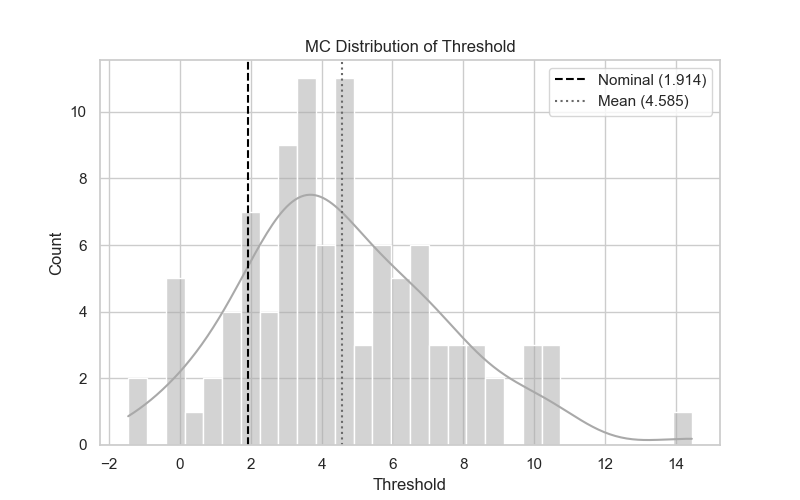 MC Distribution of Threshold
Nominal (1.914)
Mean (4.585)
10
8
6
4
2
0
Count
−2 0 2 4 6 8 10 12 14
Threshold